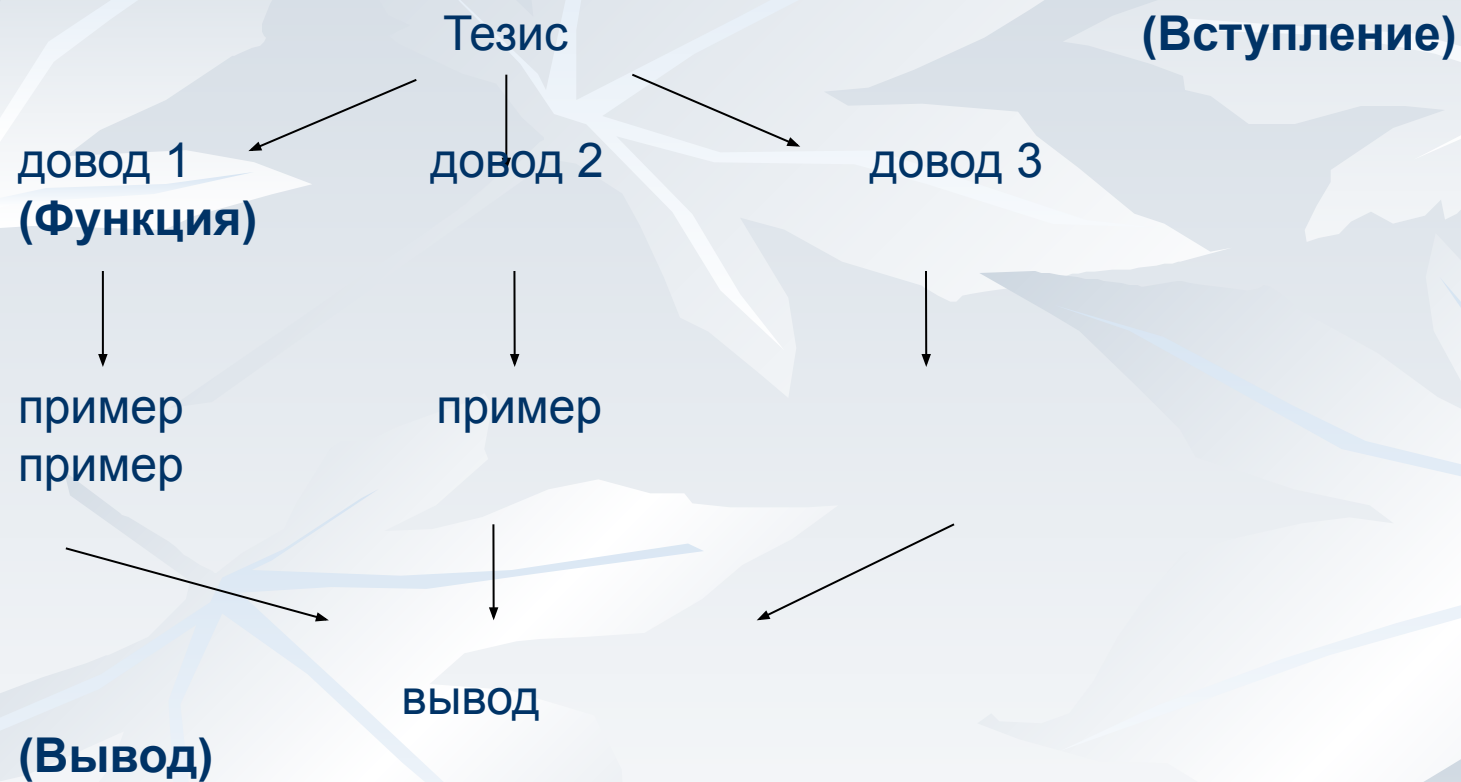 Тезис (Вступление)
довод 1 довод 2 довод 3
(Функция)
пример пример
пример
вывод
(Вывод)